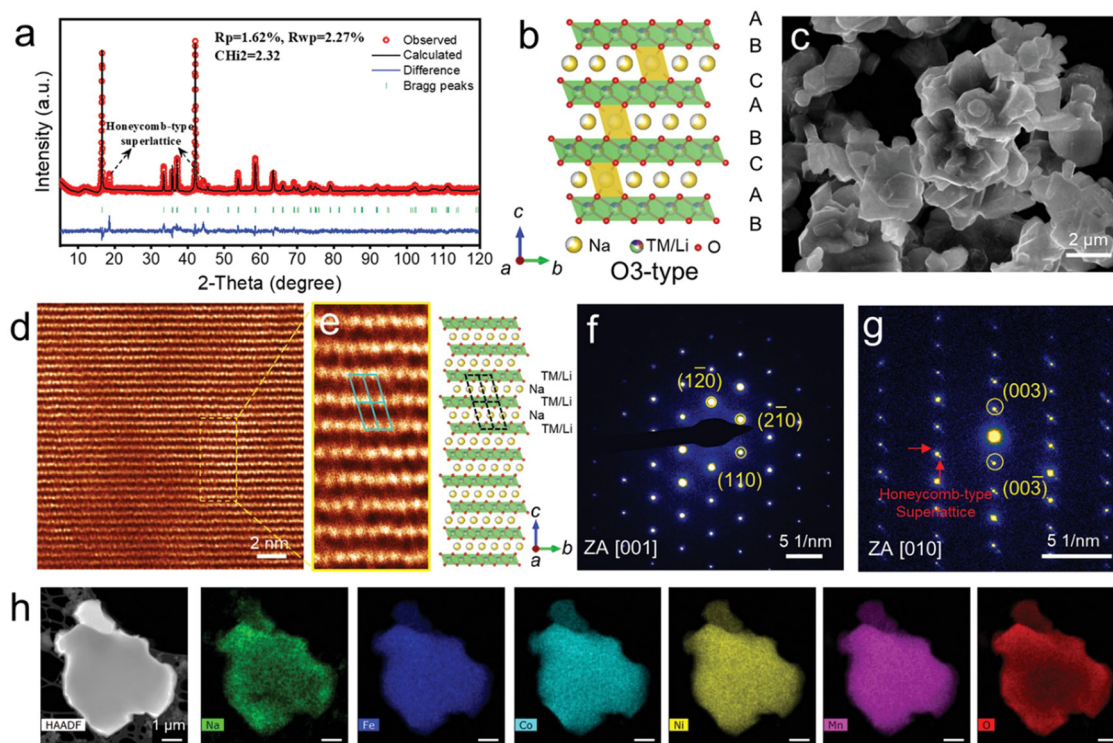 a
Rp=1.62%, Rwp=2.27%
CHi2=2.32
Observed
Calculated
Difference
Bragg peaks
Honeycomb-type
superlattice
Intensity (a.u.)
10 20 30 40 50 60 70 80 90 100 110 120
2-Theta (degree)
b
A
B
C
A
B
C
A
B
c
a
b
Na
TM/Li
O
O3-type
c
2 µm
d
2 nm
e
TM/Li
Na
TM/Li
Na
TM/Li
c
a
b
f
(12̄0)
(21̄0)
(110)
ZA [001]
5 1/nm
g
(003)
(003̄)
Honeycomb-type
Superlattice
ZA [010]
5 1/nm
h
HAADF
1 µm
Na
Fe
Co
Ni
Mn
O